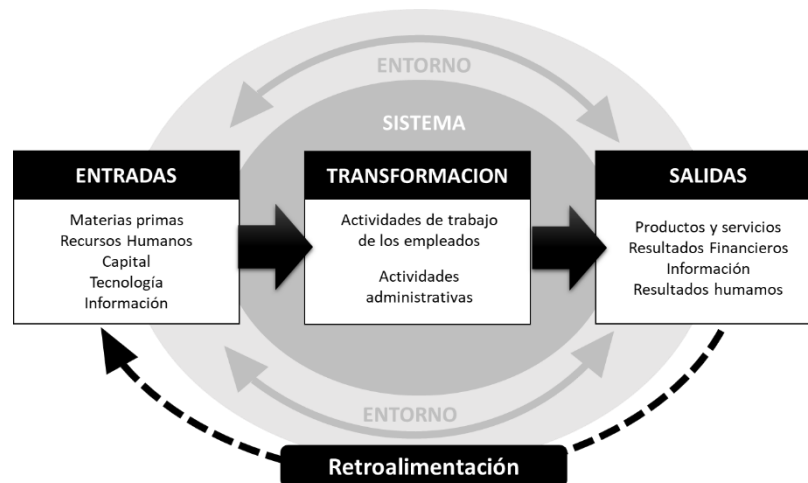 ENTORNO
SISTEMA
ENTRADAS
Materias primas
Recursos Humanos
Capital
Tecnología
Información
TRANSFORMACION
Actividades de trabajo
de los empleados
Actividades
administrativas
SALIDAS
Productos y servicios
Resultados Financieros
Información
Resultados humamos
ENTORNO
Retroalimentación